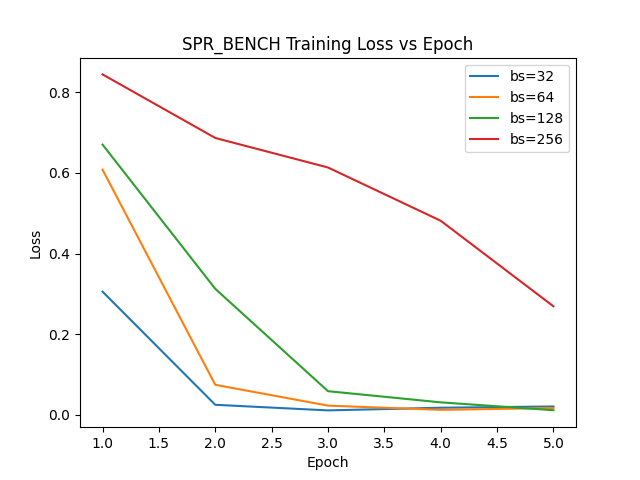 SPR_BENCH Training Loss vs Epoch
bs=32
bs=64
bs=128
bs=256
0.8
0.6
0.4
0.2
0.0
Loss
1.0 1.5 2.0 2.5 3.0 3.5 4.0 4.5 5.0
Epoch